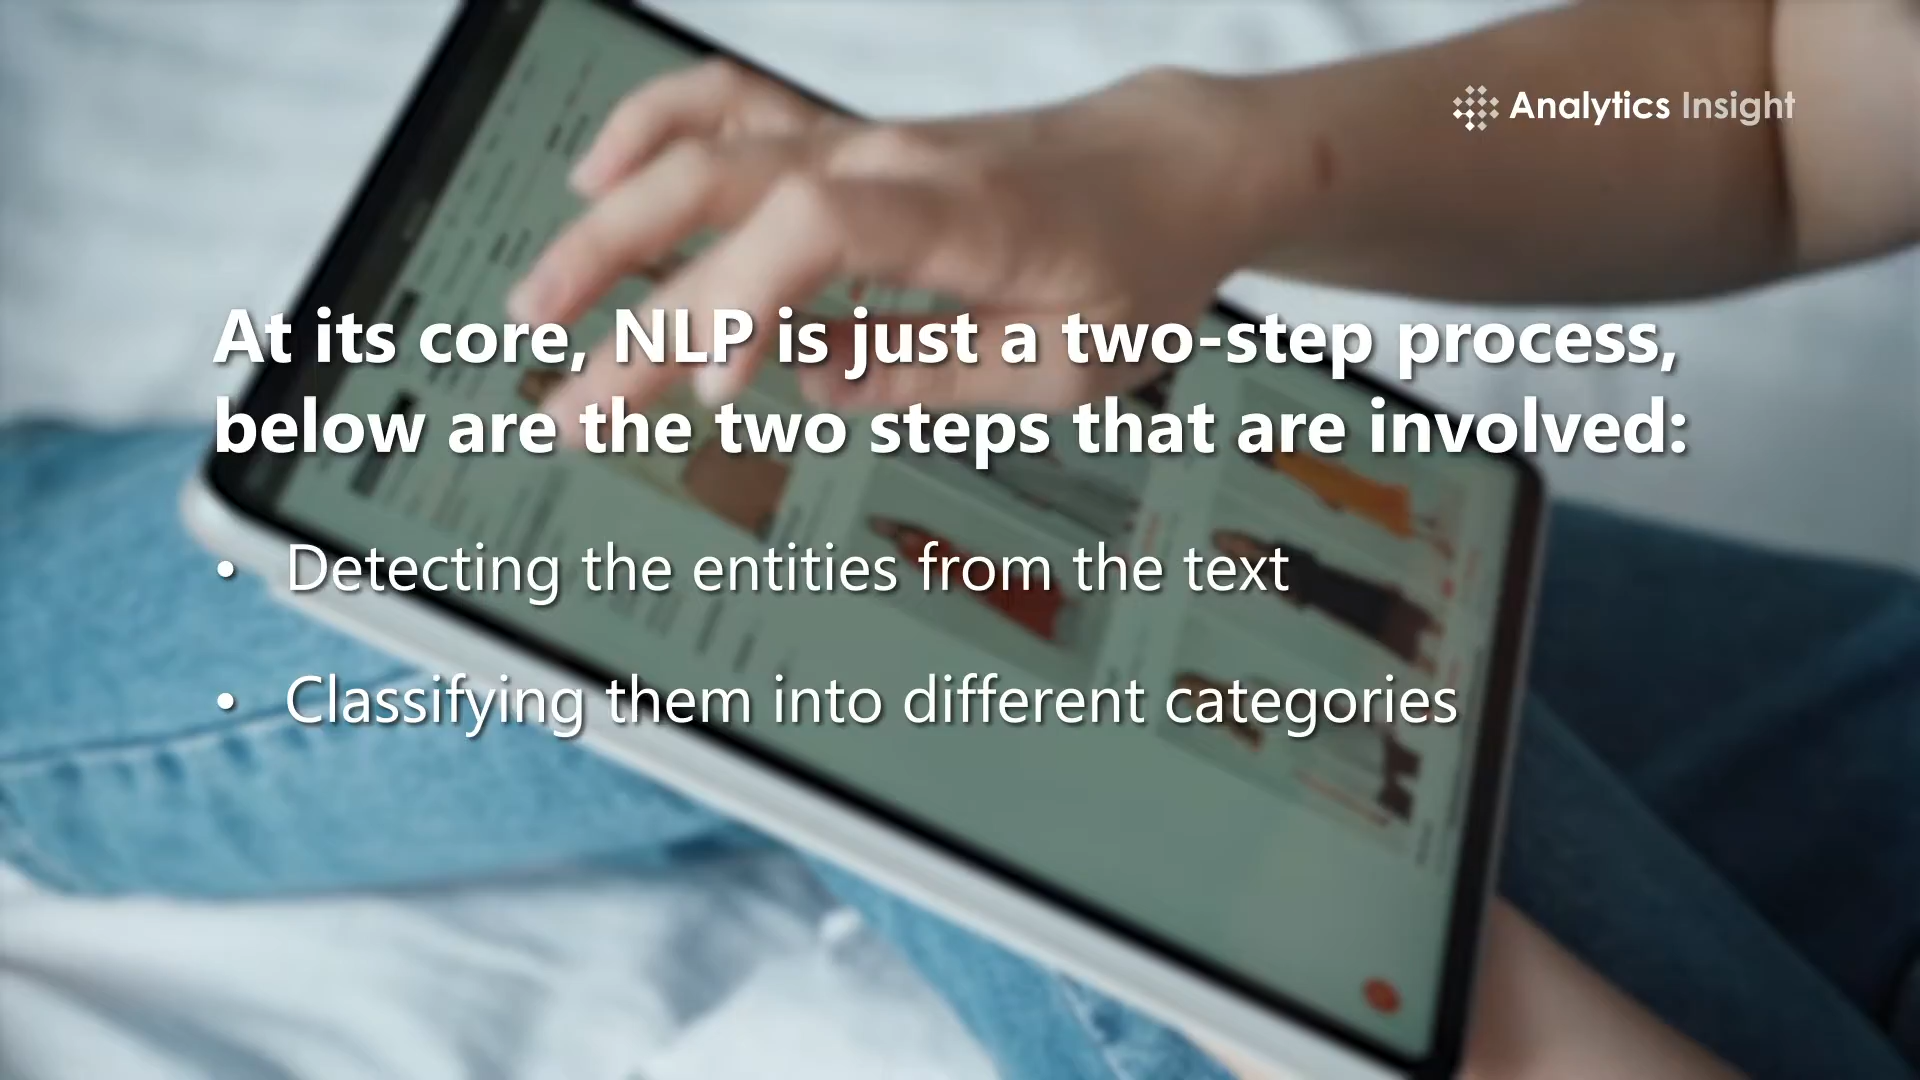 Analytics Insight
At its core, NLP is just a two-step process,
below are the two steps that are involved:
• Detecting the entities from the text
• Classifying them into different categories